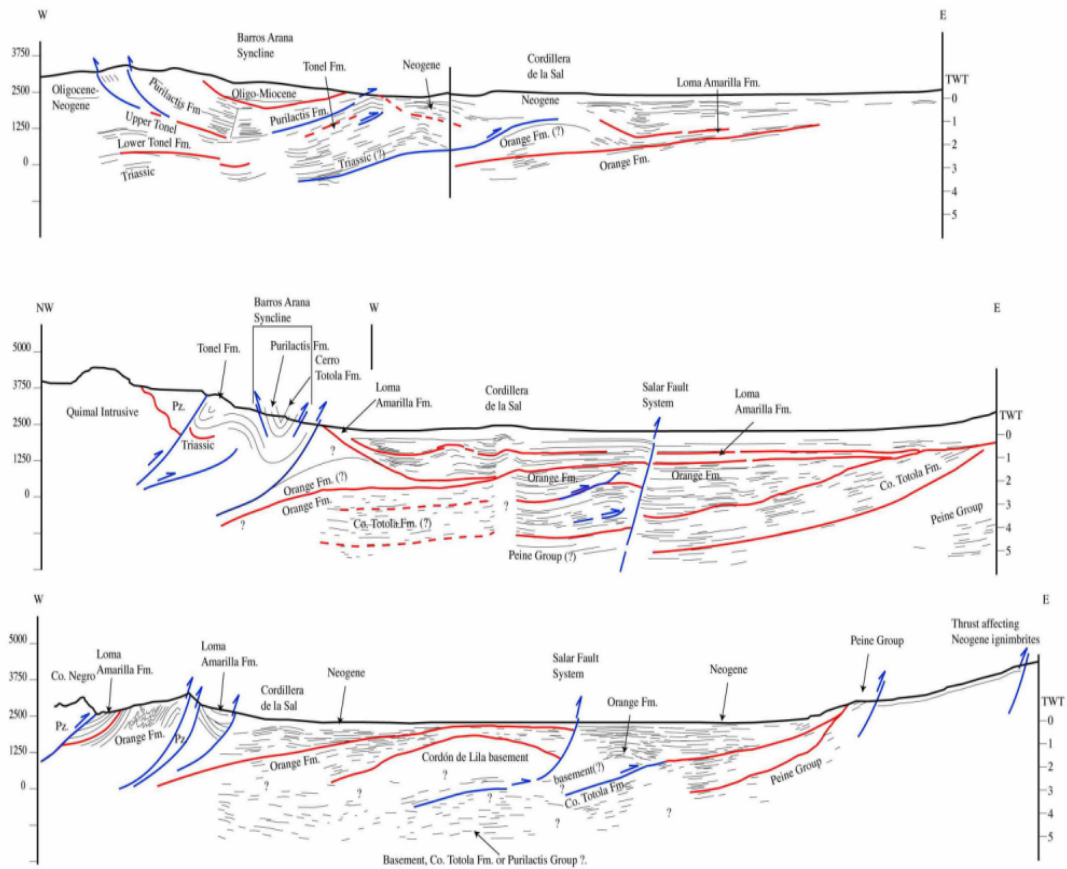 W
E
Barros Arana
Syncline
Cordillera
de la Sal
3750
2500
1250
0
Tonel Fm.
Neogene
Loma Amarilla Fm.
TWT
0
1
2
3
4
5
Oligocene-
Neogene
Purilactis Fm
Oligo-Miocene
Neogene
Upper Tonel
Purilactis Fm.
Orange Fm. (?)
Lower Tonel Fm.
Triassic (?)
Orange Fm.
Triassic
NW
Barros Arana
Syncline
W
E
5000
3750
2500
1250
0
Tonel Fm.
Purilactis Fm.
Cerro
Totola Fm.
Loma
Amarilla Fm.
Cordillera
de la Sal
Salar Fault
System
Loma
Amarilla Fm.
TWT
0
1
2
3
4
5
Quimal Intrusive
Pz.
Triassic
?
Orange Fm. (?)
Orange Fm.
?
Orange Fm.
Orange Fm.
Co. Totola Fm.
Co. Totola Fm. (?)
?
Peine Group
Peine Group (?)
W
E
5000
3750
2500
1250
0
Co. Negro
Loma
Amarilla Fm.
Loma
Amarilla Fm.
Cordillera
de la Sal
Neogene
Salar Fault
System
Orange Fm.
Neogene
Peine Group
Thrust affecting
Neogene ignimbrites
TWT
0
1
2
3
4
5
Pz.
Orange Fm.
Pz
Orange Fm.
Cordón de Lila basement
basement(?)
Co. Totola Fm.
Peine Group
?
?
?
?
?
?
?
Basement, Co. Totola Fm. or Purilactis Group ?.